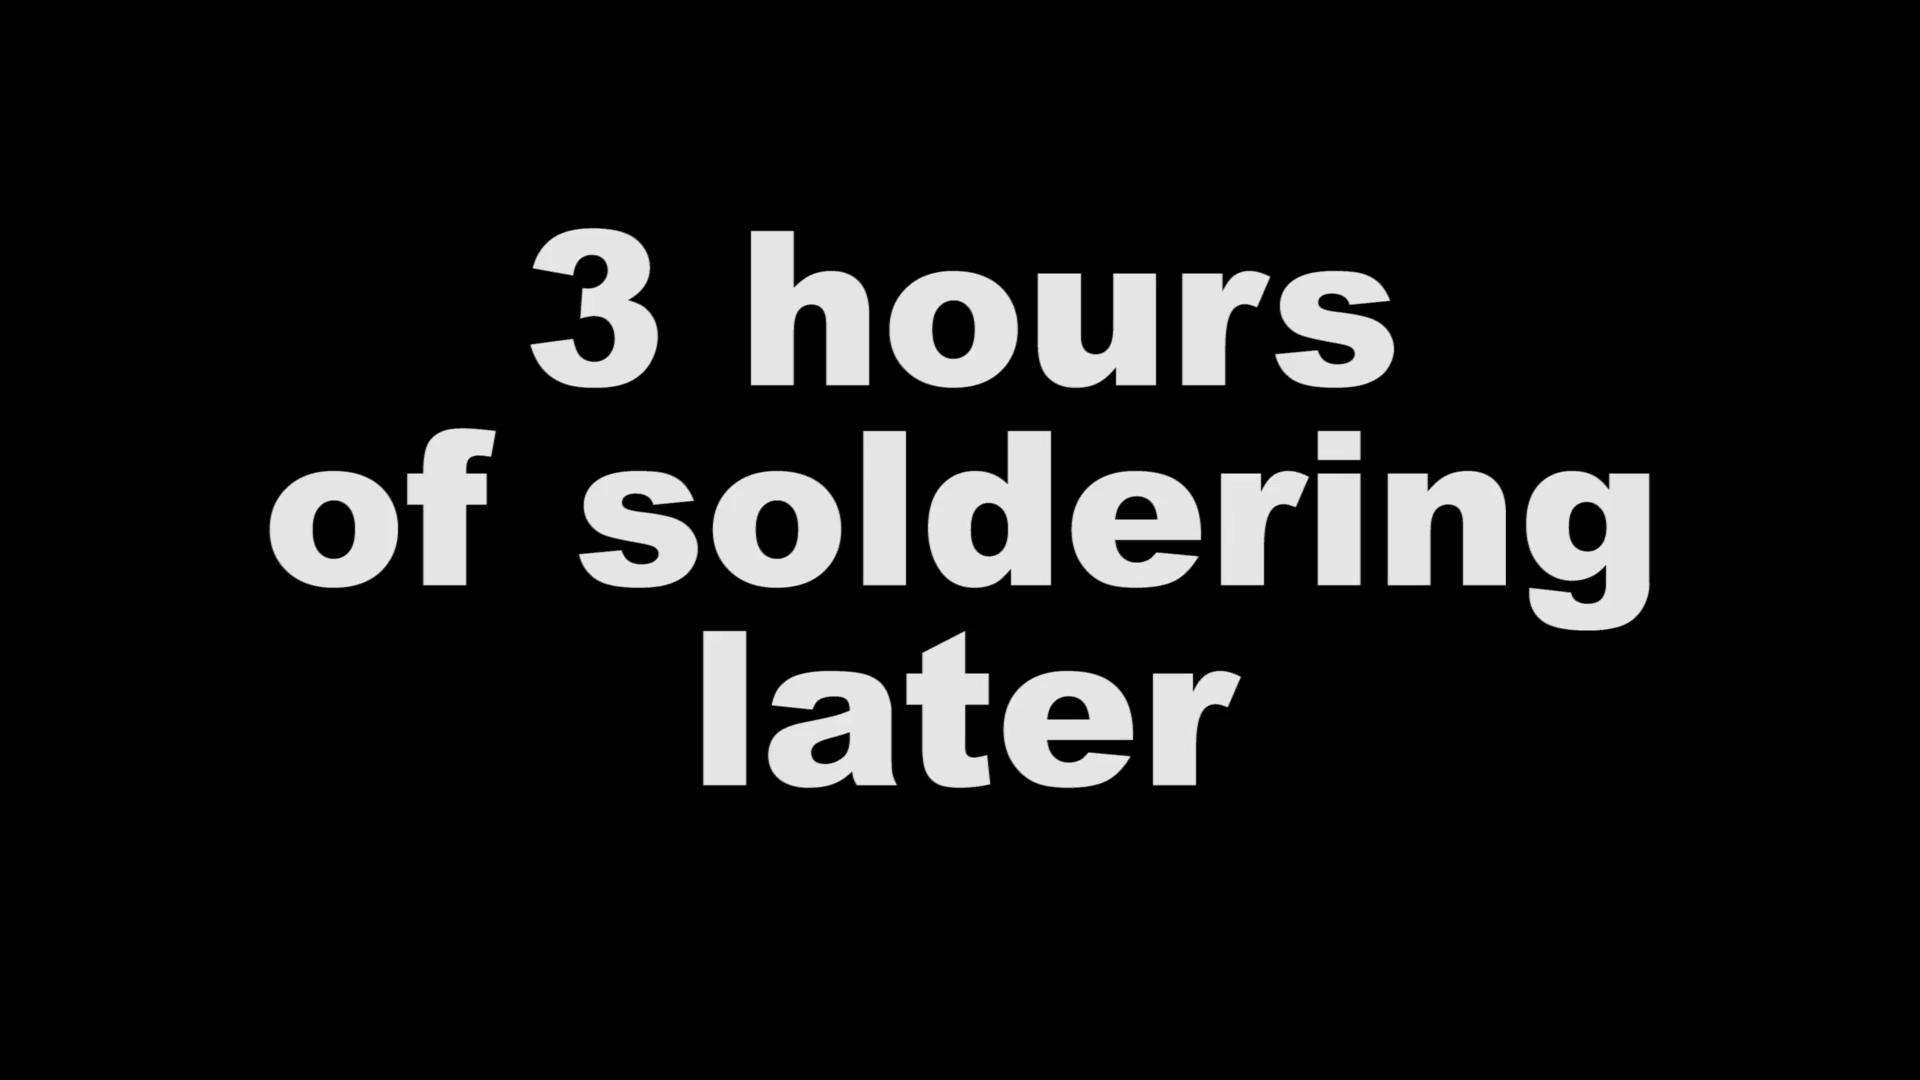 3 hours
of soldering
later